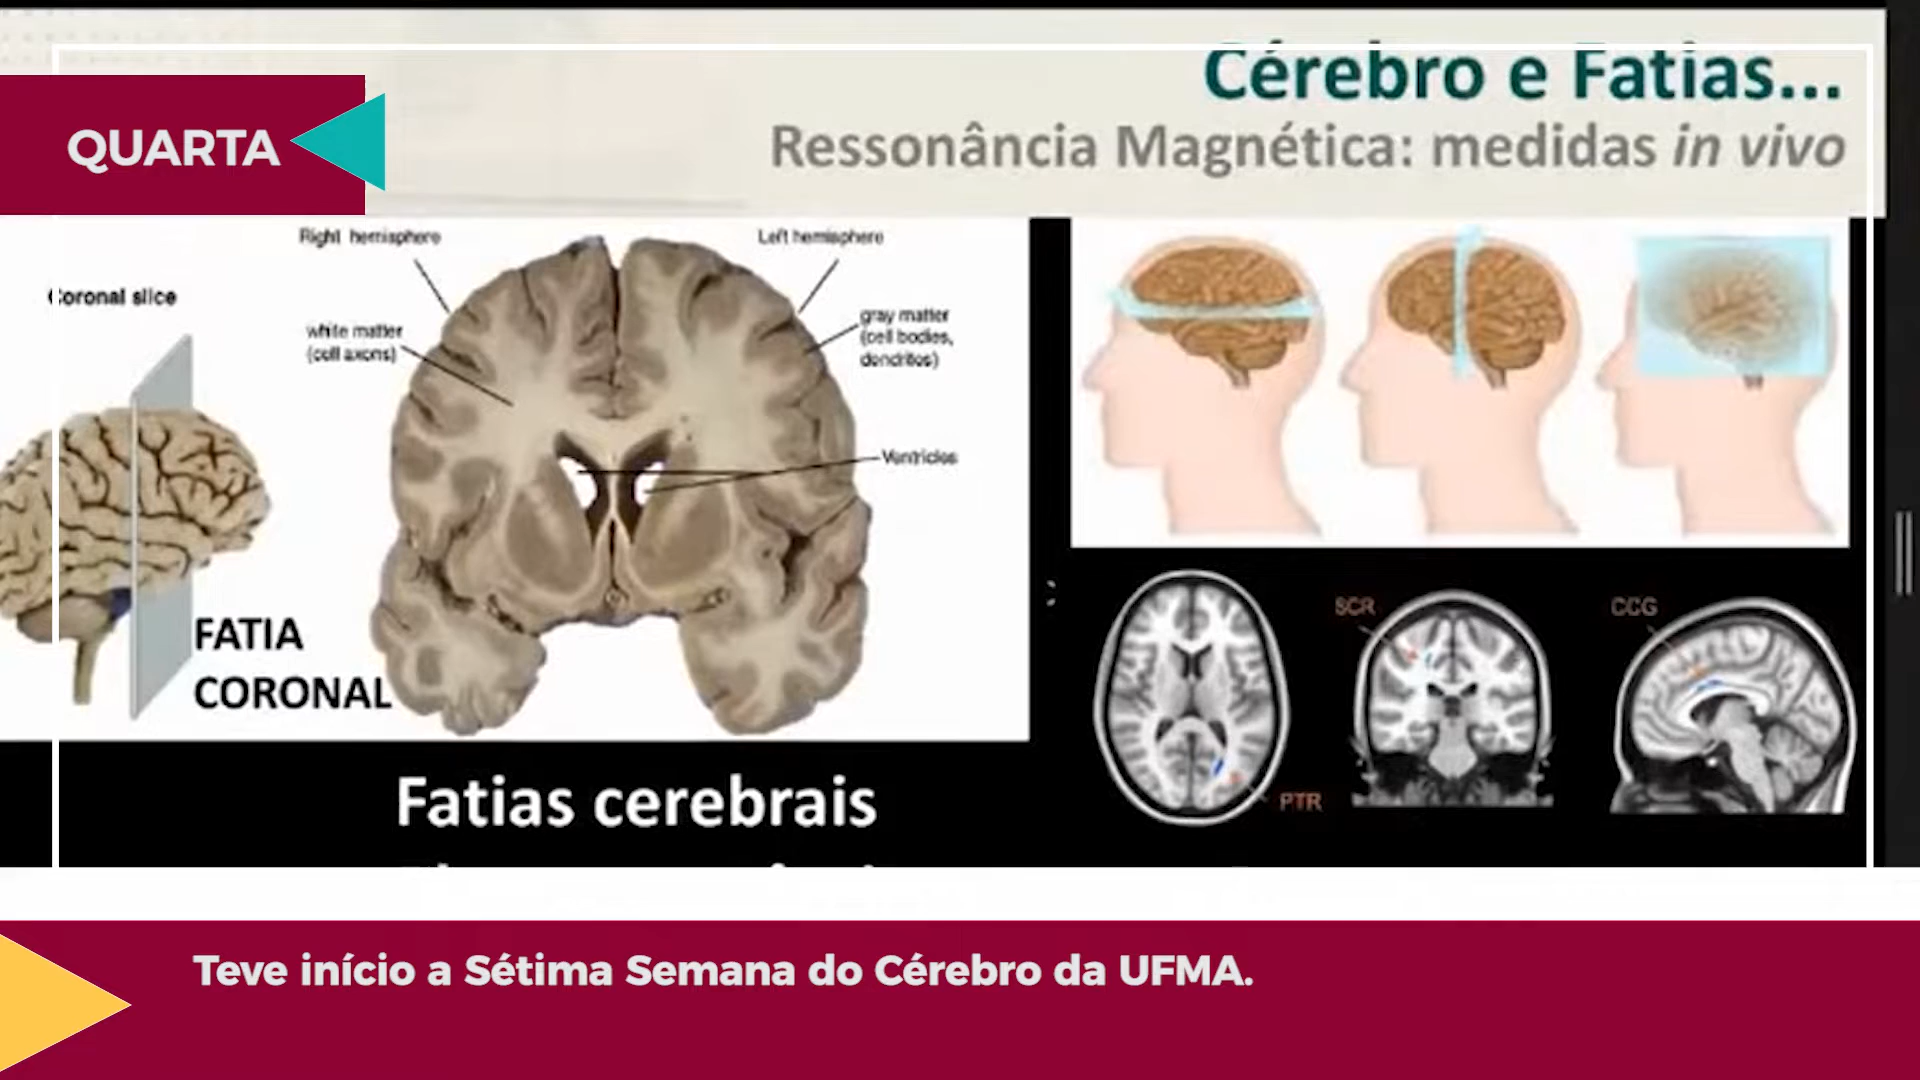 Cérebro e Fatias...
QUARTA
Ressonância Magnética: medidas in vivo
Right hemisphere
Left hemisphere
Coronal slice
white matter
(cell axons)
gray matter
(cell bodies,
dendrites)
Ventricles
FATIA
CORONAL
SCR
CCG
PTR
Fatias cerebrais
Teve início a Sétima Semana do Cérebro da UFMA.